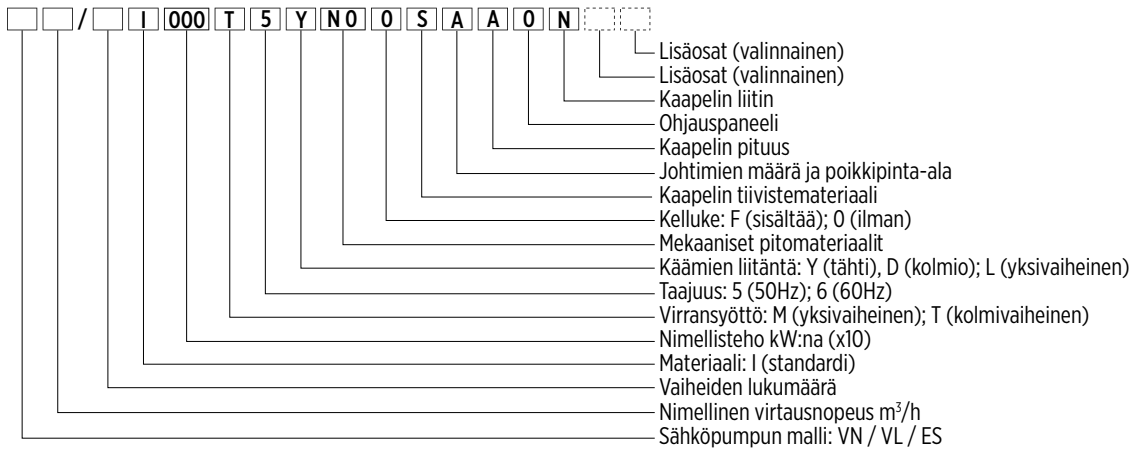 / I 000 T 5 Y N0 0 S A A 0 N
Lisäosat (valinnainen)
Lisäosat (valinnainen)
Kaapelin liitin
Ohjauspaneeli
Kaapelin pituus
Johtimien määrä ja poikkipinta-ala
Kaapelin tiivistemateriaali
Kelluke: F (sisältää); 0 (ilman)
Mekaaniset pitomateriaalit
Käämien liitäntä: Y (tähti), D (kolmio); L (yksivaiheinen)
Taajuus: 5 (50Hz); 6 (60Hz)
Virransyöttö: M (yksivaiheinen); T (kolmivaiheinen)
Nimellisteho kW:na (x10)
Materiaali: I (standardi)
Vaiheiden lukumäärä
Nimellinen virtausnopeus m³/h
Sähköpumpun malli: VN / VL / ES